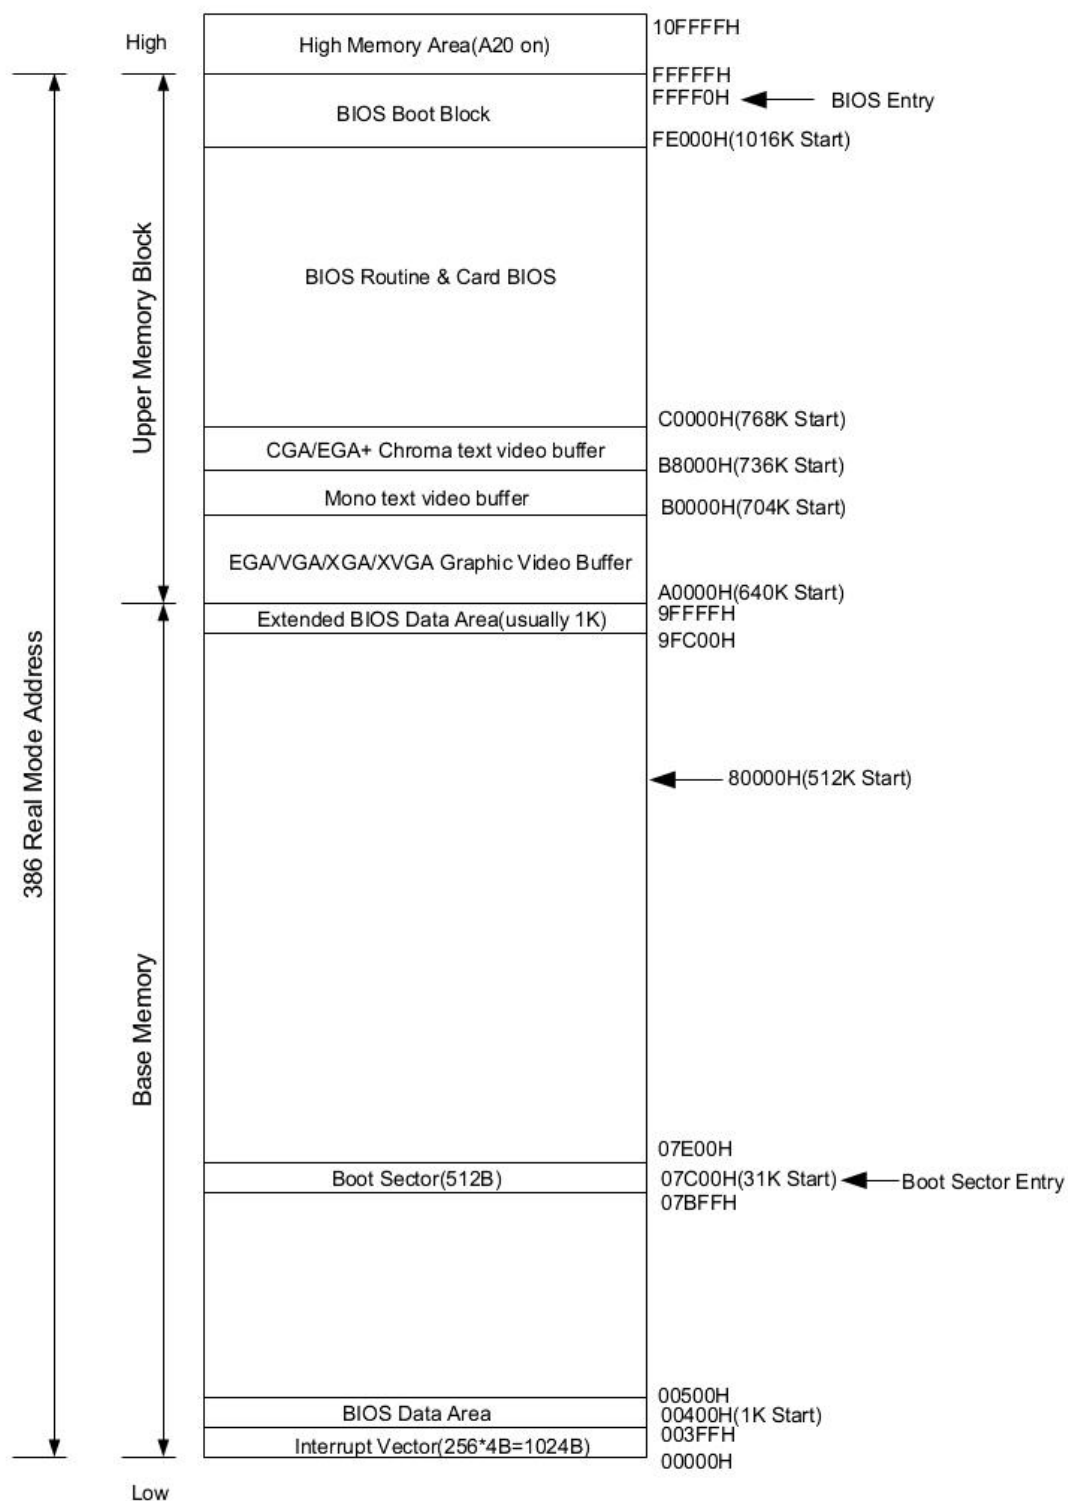 High
High Memory Area(A20 on)
10FFFFH
FFFFFH
FFFF0H
BIOS Entry
BIOS Boot Block
FE000H(1016K Start)
Upper Memory Block
BIOS Routine & Card BIOS
C0000H(768K Start)
CGA/EGA+ Chroma text video buffer
B8000H(736K Start)
Mono text video buffer
B0000H(704K Start)
EGA/VGA/XGA/XVGA Graphic Video Buffer
A0000H(640K Start)
9FFFFH
Extended BIOS Data Area(usually 1K)
9FC00H
386 Real Mode Address
80000H(512K Start)
Base Memory
07E00H
Boot Sector(512B)
07C00H(31K Start)
Boot Sector Entry
07BFFH
00500H
BIOS Data Area
00400H(1K Start)
003FFH
Interrupt Vector(256*4B=1024B)
00000H
Low